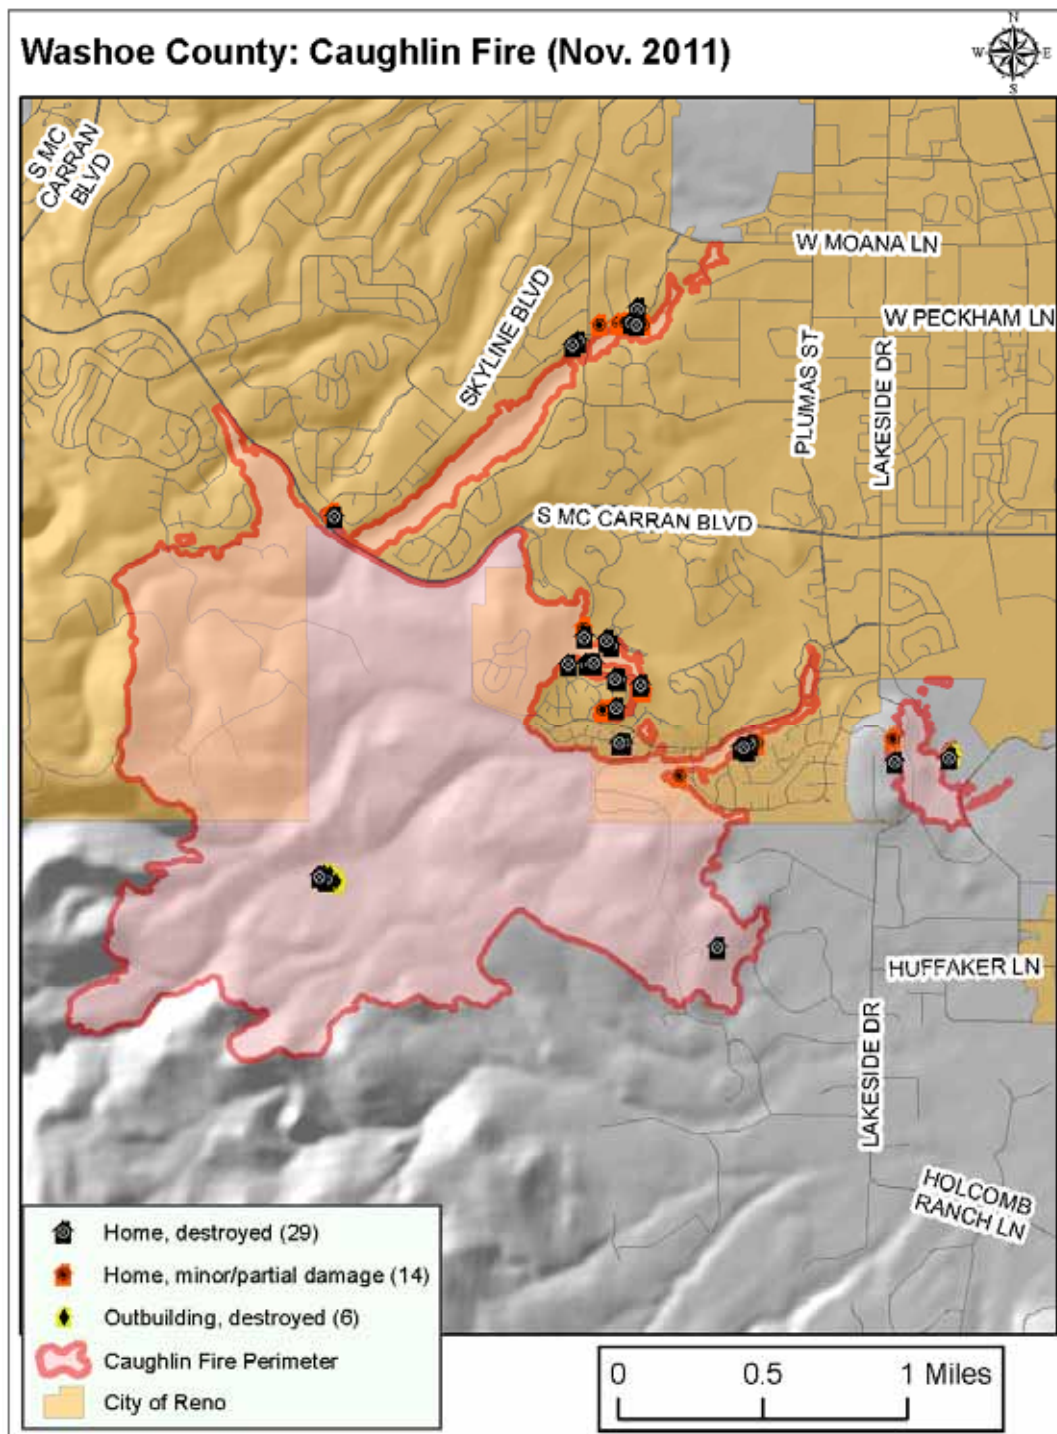 Washoe County: Caughlin Fire (Nov. 2011)
N
W
E
S
S MC
CARRAN
BLVD
W MOANA LN
SKYLINE BLVD
W PECKHAM LN
PLUMAS ST
LAKESIDE DR
S MC CARRAN BLVD
HUFFAKER LN
LAKESIDE DR
HOLCOMB
RANCH LN
Home, destroyed (29)
Home, minor/partial damage (14)
Outbuilding, destroyed (6)
Caughlin Fire Perimeter
City of Reno
0 0.5 1 Miles